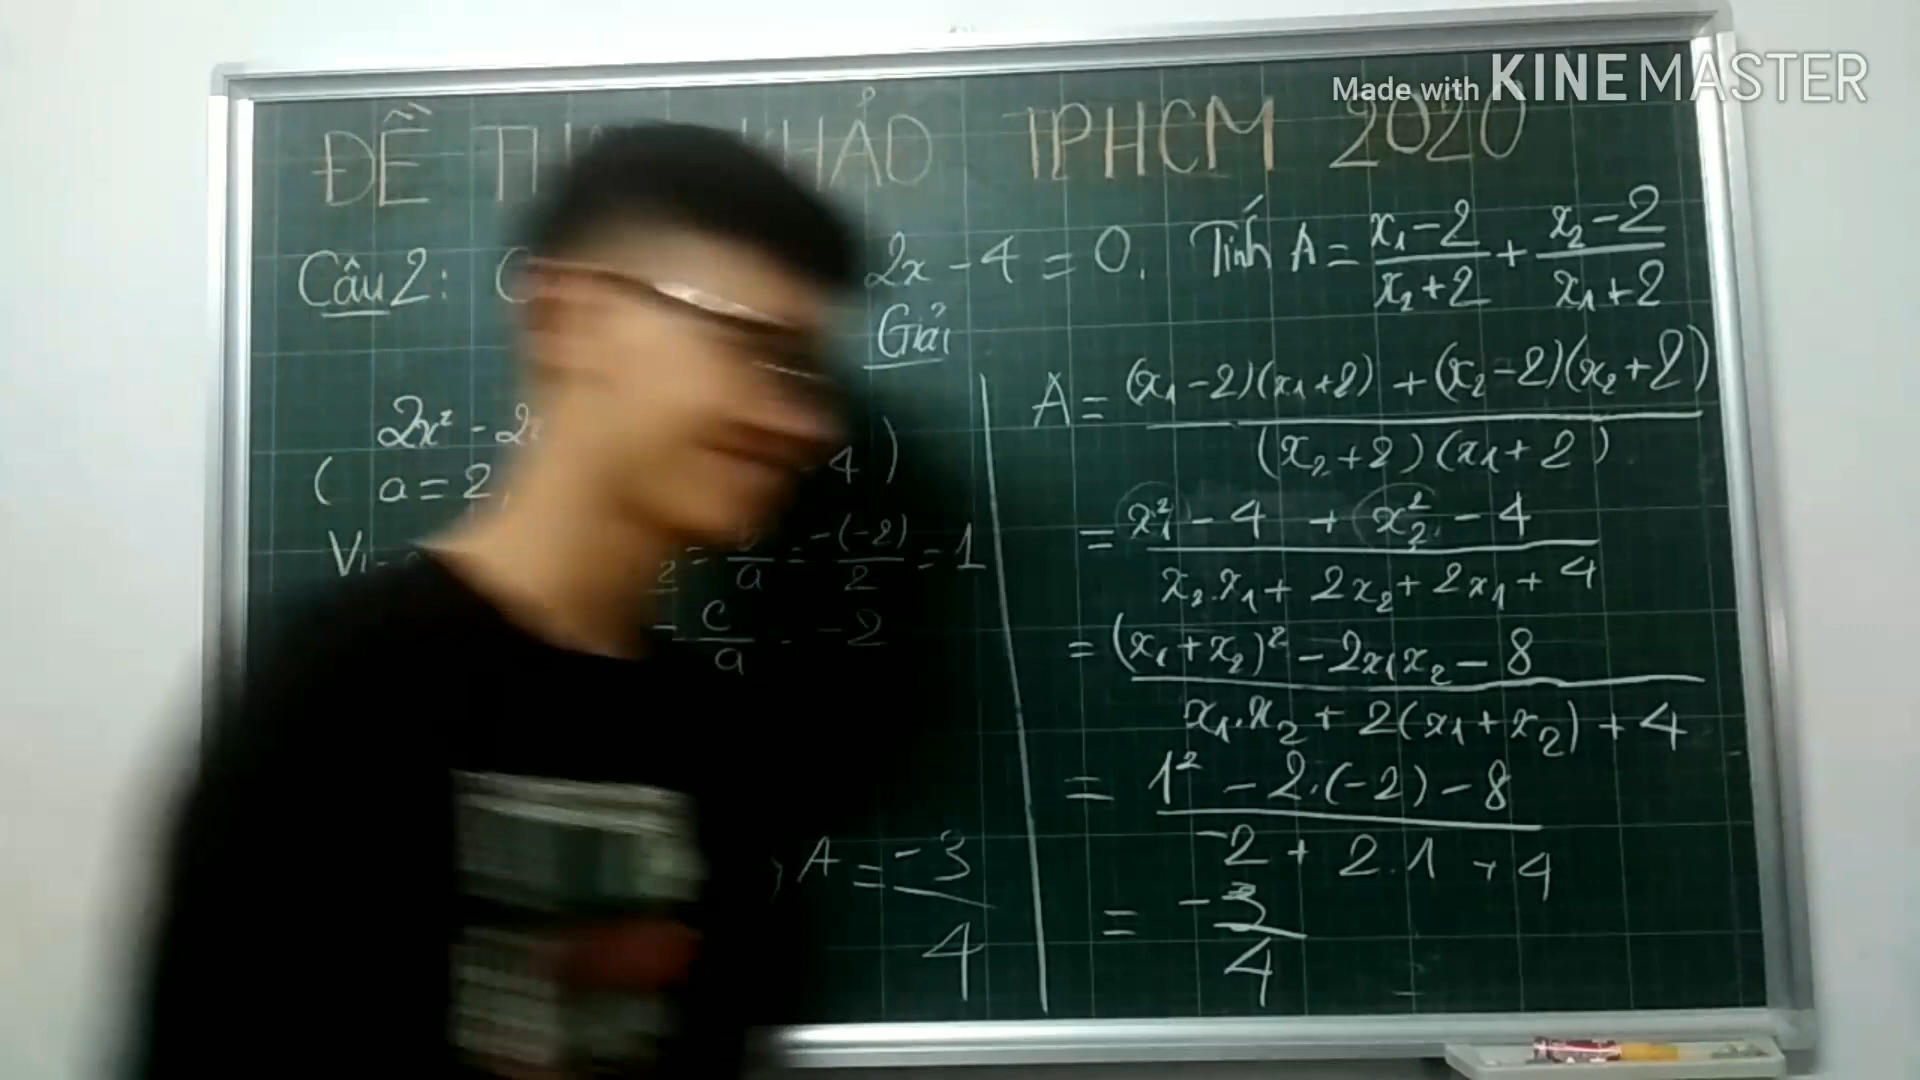 Made with KINEMASTER
ĐỀ KHẢO TPHCM 2020
Câu 2: 2x - 4 = 0. Tính A = (x₁ - 2)/(x₂ + 2) + (x₂ - 2)/(x₁ + 2)
Giải
2x² - 2x
( a = 2, - 4 )
= -(-2)/2 = 1
c/a -2
, A = -3/4
A = ((x₁ - 2)(x₁ + 2) + (x₂ - 2)(x₂ + 2))/((x₂ + 2)(x₁ + 2))
= (x₁² - 4 + x₂² - 4)/(x₂.x₁ + 2x₂ + 2x₁ + 4)
= ((x₁ + x₂)² - 2x₁x₂ - 8)/(x₁.x₂ + 2(x₁ + x₂) + 4)
= (1² - 2.(-2) - 8)/(-2 + 2.1 + 4)
= -3/4